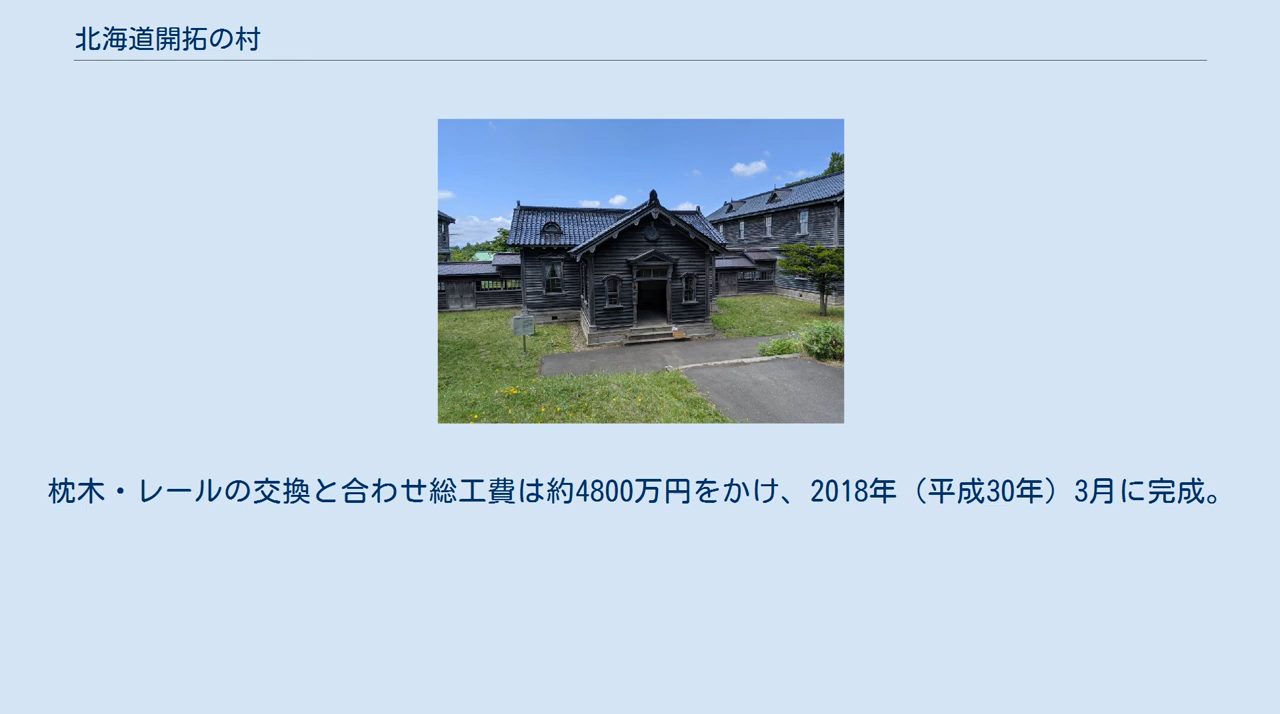 北海道開拓の村
枕木・レールの交換と合わせ総工費は約4800万円をかけ、2018年（平成30年）3月に完成。